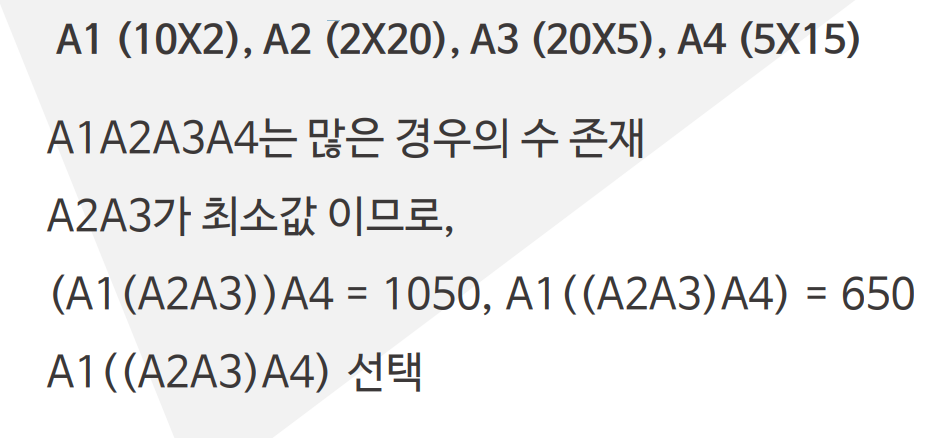 A1 (10X2), A2 (2X20), A3 (20X5), A4 (5X15)
A1A2A3A4는 많은 경우의 수 존재
A2A3가 최소값 이므로,
(A1(A2A3))A4 = 1050, A1((A2A3)A4) = 650
A1((A2A3)A4) 선택